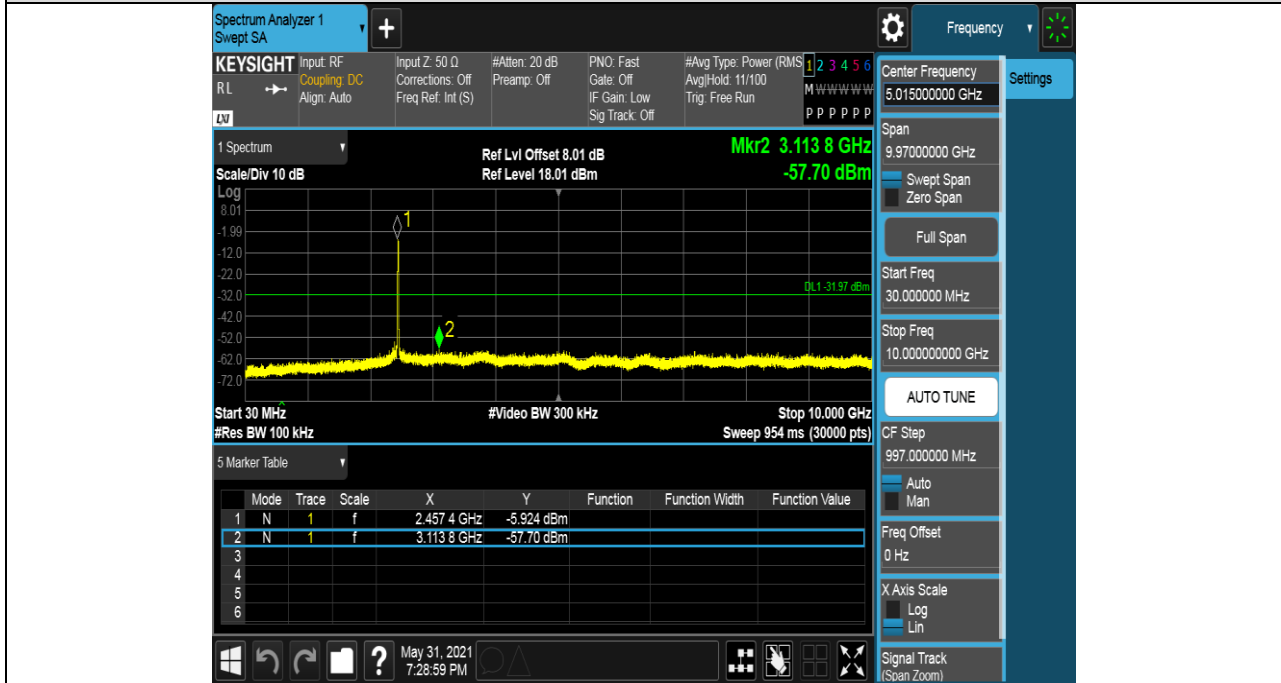 Spectrum Analyzer 1
Swept SA
+
Frequency
KEYSIGHT
RL
LXI
Input: RF
Coupling: DC
Align: Auto
Input Z: 50 Ω
Corrections: Off
Freq Ref: Int (S)
#Atten: 20 dB
Preamp: Off
PNO: Fast
Gate: Off
IF Gain: Low
Sig Track: Off
#Avg Type: Power (RMS
Avg|Hold: 11/100
Trig: Free Run
1 2 3 4 5 6
M W W W W W
P P P P P P
1 Spectrum
Scale/Div 10 dB
Ref Lvl Offset 8.01 dB
Ref Level 18.01 dBm
Mkr2 3.113 8 GHz
-57.70 dBm
Log
8.01
-1.99
-12.0
-22.0
-32.0
-42.0
-52.0
-62.0
-72.0
1
2
DL1 -31.97 dBm
Start 30 MHz
#Res BW 100 kHz
#Video BW 300 kHz
Stop 10.000 GHz
Sweep 954 ms (30000 pts)
5 Marker Table
Mode Trace Scale X Y Function Function Width Function Value
1 N 1 f 2.457 4 GHz -5.924 dBm
2 N 1 f 3.113 8 GHz -57.70 dBm
3
4
5
6
?
May 31, 2021
7:28:59 PM
Center Frequency
5.015000000 GHz
Span
9.97000000 GHz
Swept Span
Zero Span
Full Span
Start Freq
30.000000 MHz
Stop Freq
10.000000000 GHz
AUTO TUNE
CF Step
997.000000 MHz
Auto
Man
Freq Offset
0 Hz
X Axis Scale
Log
Lin
Signal Track
(Span Zoom)
Settings